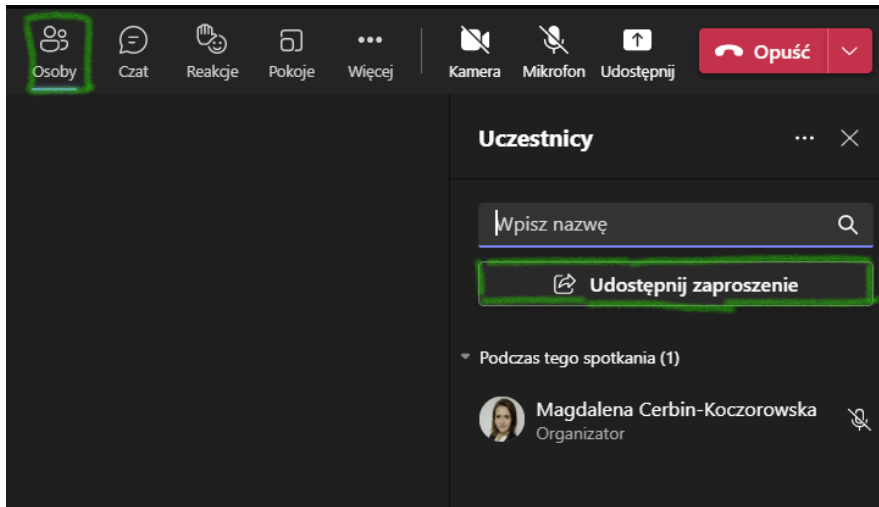 Osoby Czat Reakcje Pokoje Więcej Kamera Mikrofon Udostępnij Opuść
Uczestnicy
Wpisz nazwę
Udostępnij zaproszenie
Podczas tego spotkania (1)
Magdalena Cerbin-Koczorowska
Organizator